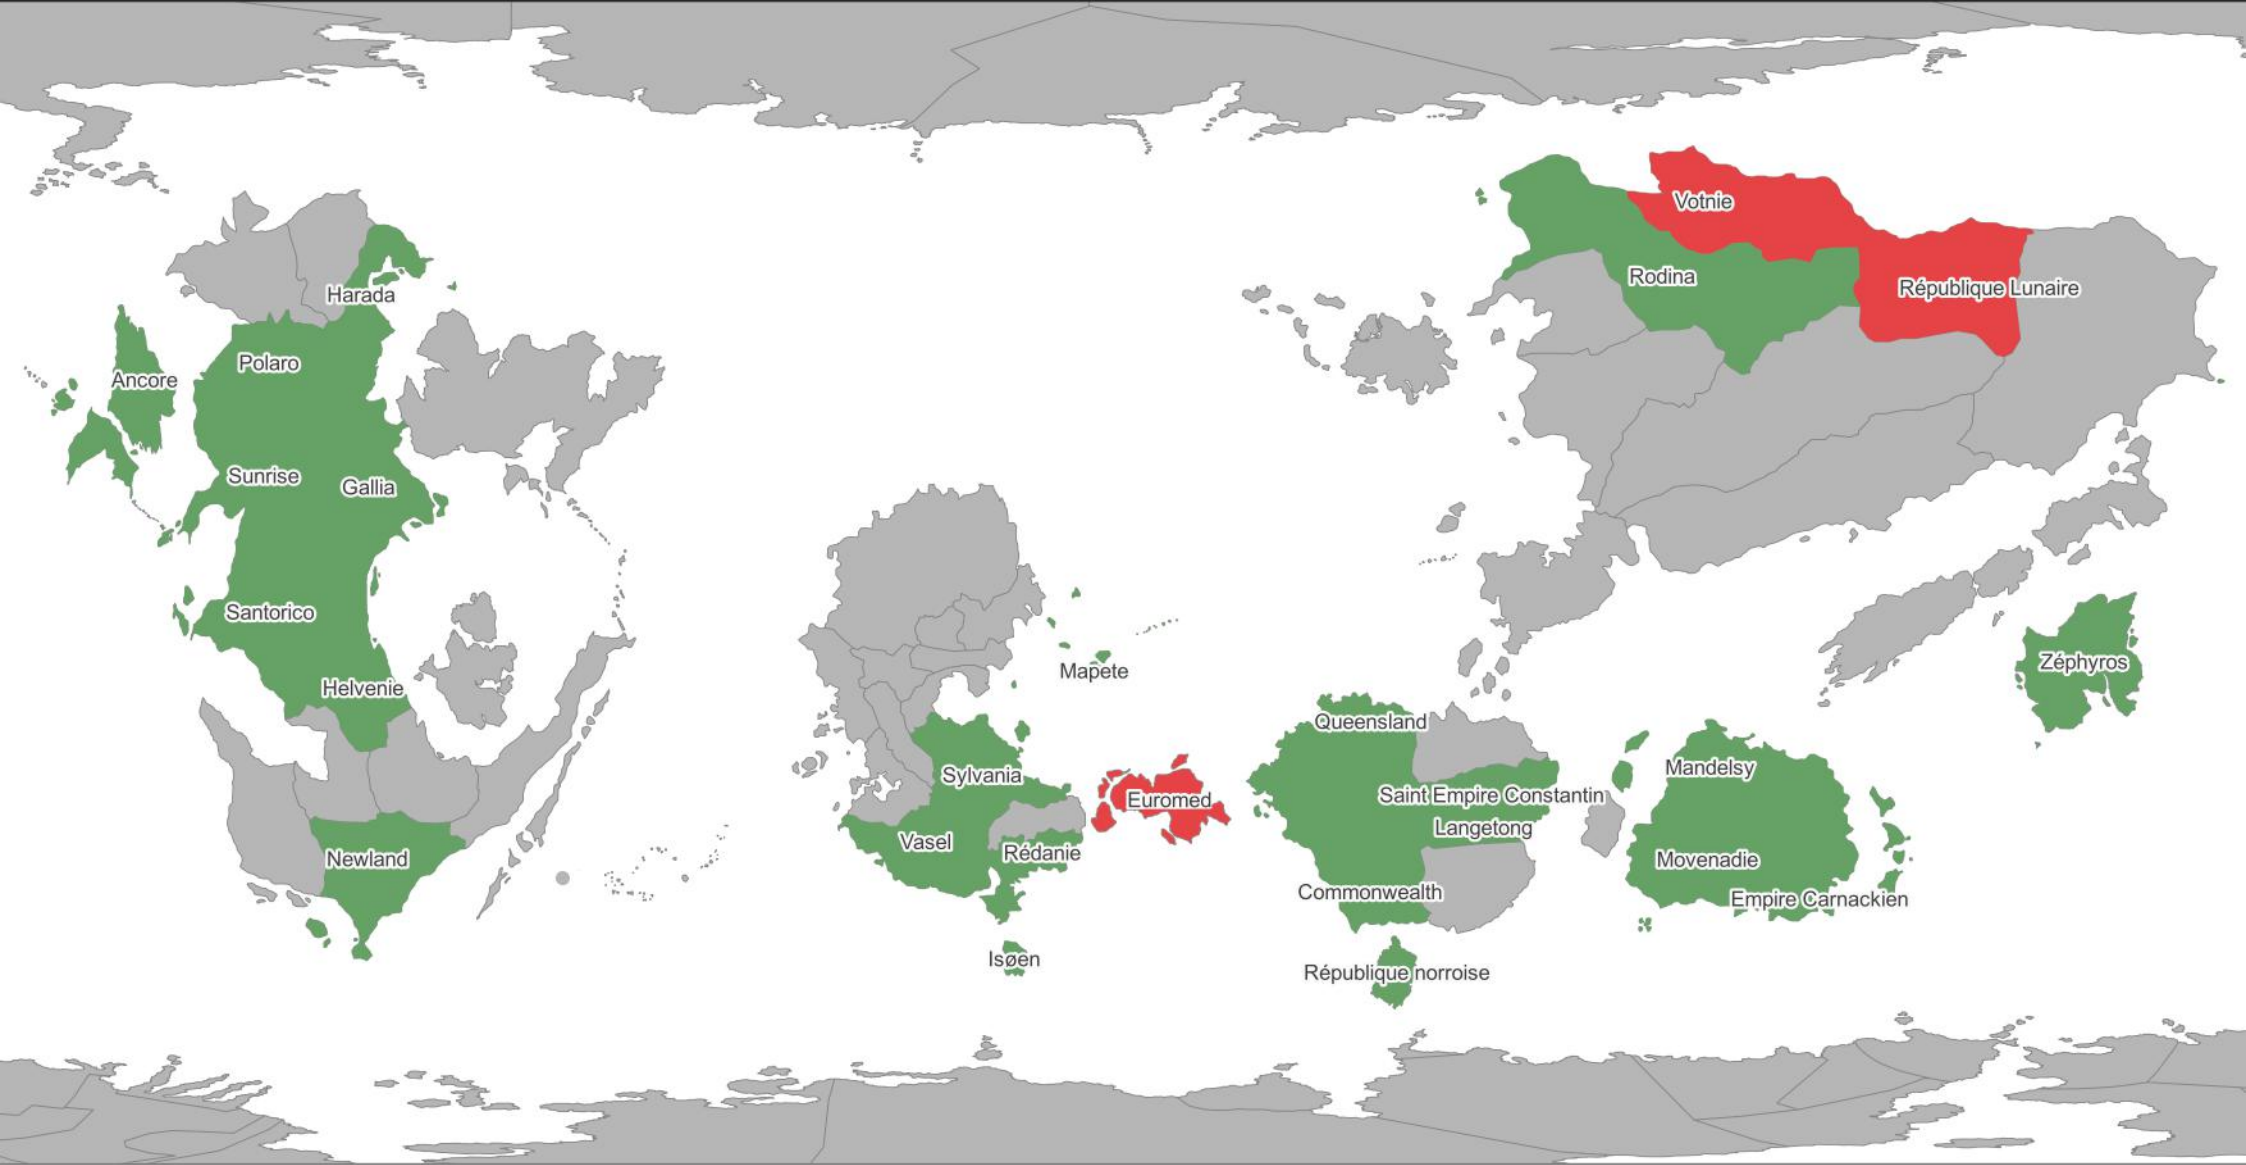 Votnie
Rodina
République Lunaire
Harada
Polaro
Ancore
Sunrise
Gallia
Santorico
Helvenie
Newland
Mapete
Sylvania
Euromed
Vasel
Rédanie
Isøen
Queensland
Saint Empire Constantin
Langetong
Commonwealth
République norroise
Mandelsy
Movenadie
Empire Carnackien
Zéphyros